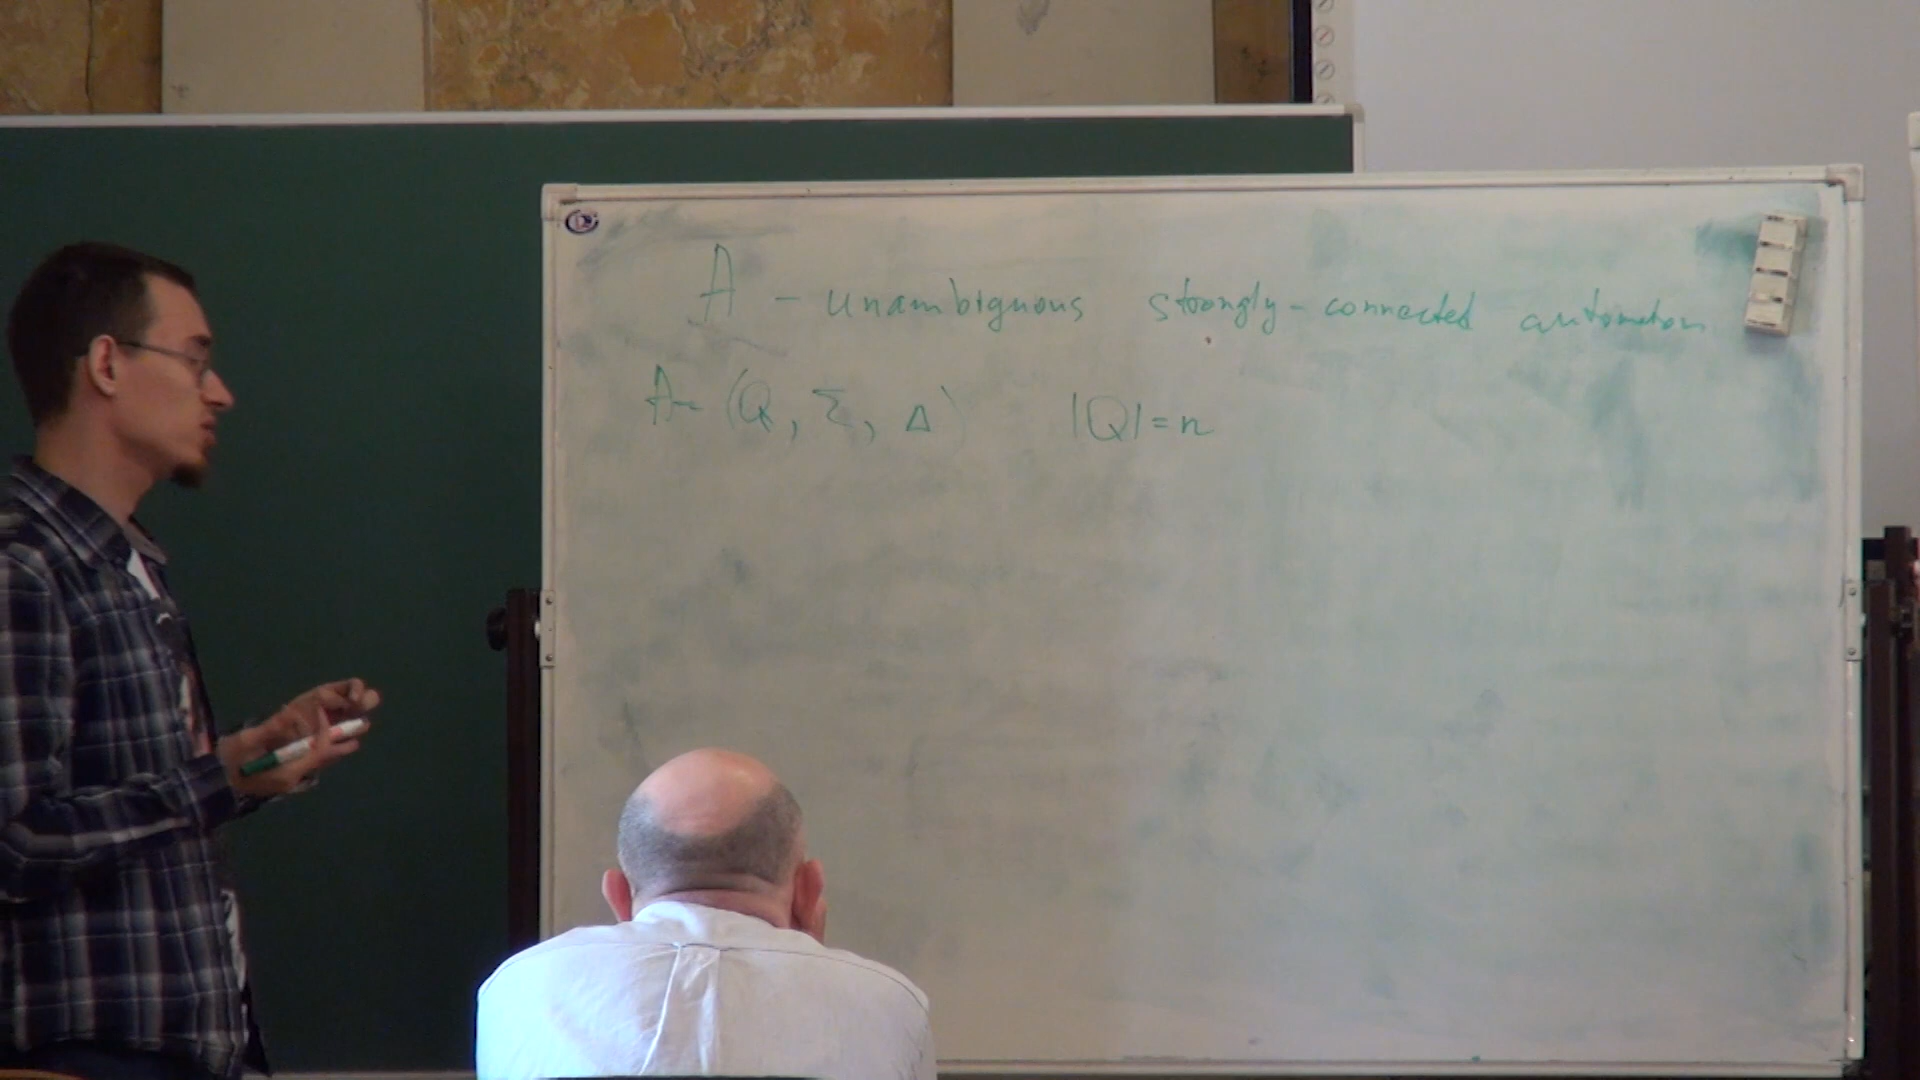 A - unambiguous strongly-connected automaton
A = (Q, Σ, Δ) |Q| = n